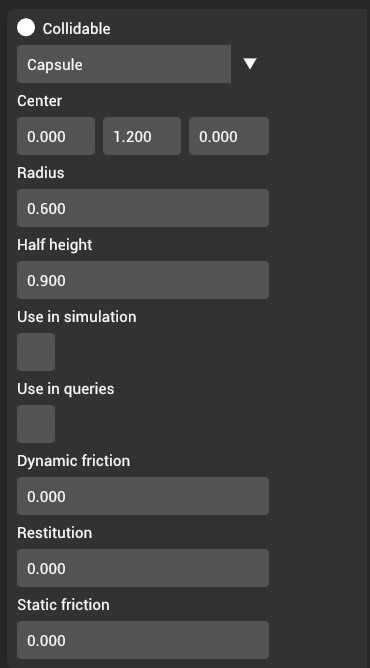 Collidable
Capsule
Center
0.000 1.200 0.000
Radius
0.600
Half height
0.900
Use in simulation
Use in queries
Dynamic friction
0.000
Restitution
0.000
Static friction
0.000